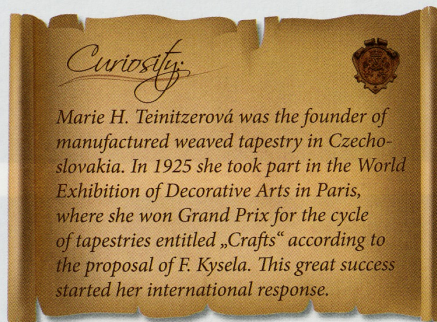 Curiosity:
Marie H. Teinitzerová was the founder of
manufactured weaved tapestry in Czecho-
slovakia. In 1925 she took part in the World
Exhibition of Decorative Arts in Paris,
where she won Grand Prix for the cycle
of tapestries entitled „Crafts“ according to
the proposal of F. Kysela. This great success
started her international response.